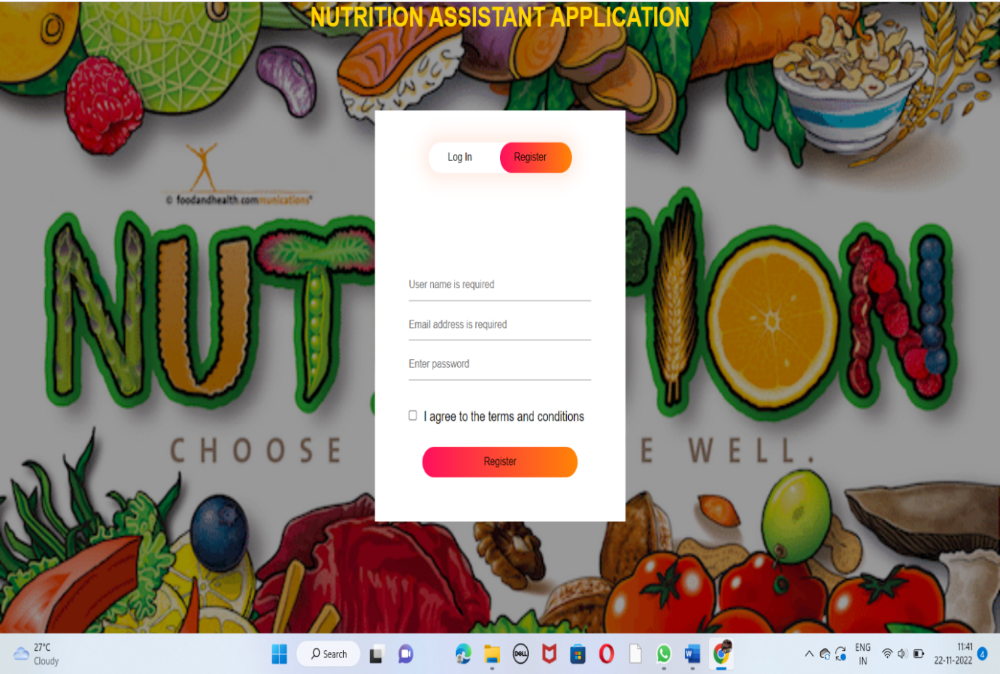 NUTRITION ASSISTANT APPLICATION
Log In
Register
© foodandhealth.communications®
NUT ION
User name is required
Email address is required
Enter password
I agree to the terms and conditions
CHOOSE E WELL.
Register
27°C
Cloudy
Search
DELL
W
ENG
IN
11:41
22-11-2022
4